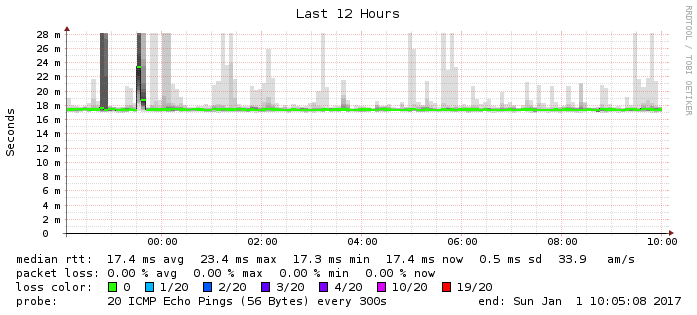 Last 12 Hours
RRDTOOL / TOBI OETIKER
Seconds
28 m
26 m
24 m
22 m
20 m
18 m
16 m
14 m
12 m
10 m
8 m
6 m
4 m
2 m
0
00:00 02:00 04:00 06:00 08:00 10:00
median rtt: 17.4 ms avg 23.4 ms max 17.3 ms min 17.4 ms now 0.5 ms sd 33.9 am/s
packet loss: 0.00 % avg 0.00 % max 0.00 % min 0.00 % now
loss color: 0 1/20 2/20 3/20 4/20 10/20 19/20
probe: 20 ICMP Echo Pings (56 Bytes) every 300s end: Sun Jan 1 10:05:08 2017